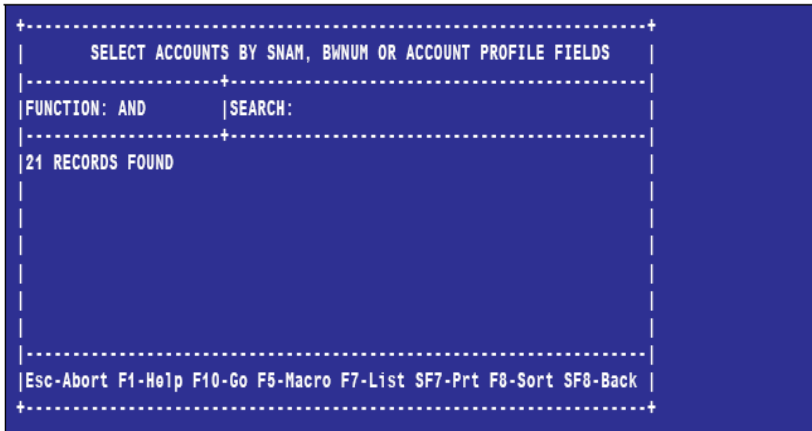 SELECT ACCOUNTS BY SNAM, BWNUM OR ACCOUNT PROFILE FIELDS
FUNCTION: AND |SEARCH:
21 RECORDS FOUND
Esc-Abort F1-Help F10-Go F5-Macro F7-List SF7-Prt F8-Sort SF8-Back